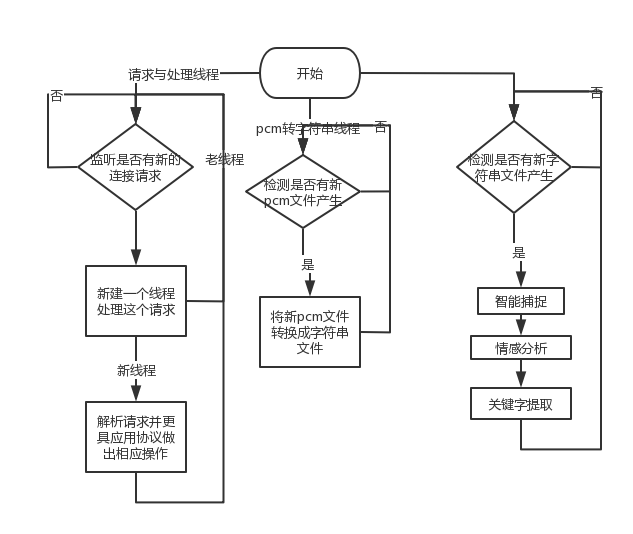 请求与处理线程
开始
否
pcm转字符串线程
否
否
监听是否有新的
连接请求
老线程
检测是否有新
pcm文件产生
检测是否有新字
符串文件产生
是
是
新建一个线程
处理这个请求
将新pcm文件
转换成字符串
文件
智能捕捉
情感分析
关键字提取
新线程
解析请求并更
具应用协议做
出相应操作